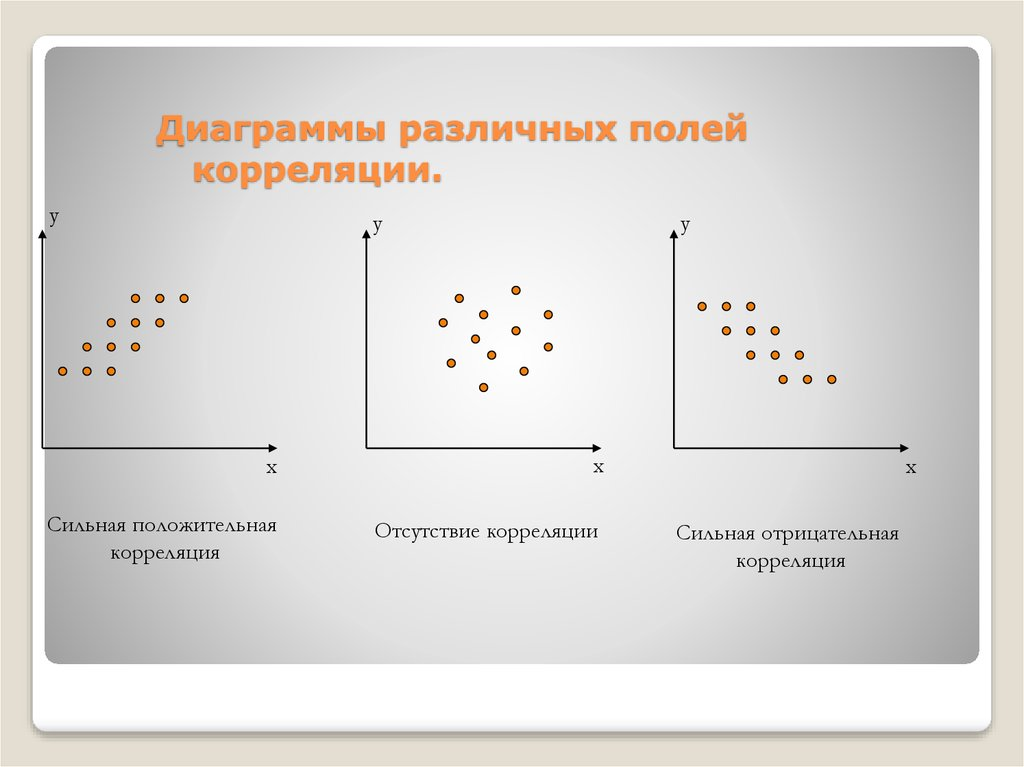 Диаграммы различных полей
корреляции.
y
y
y
x
x
x
Сильная положительная
корреляция
Отсутствие корреляции
Сильная отрицательная
корреляция